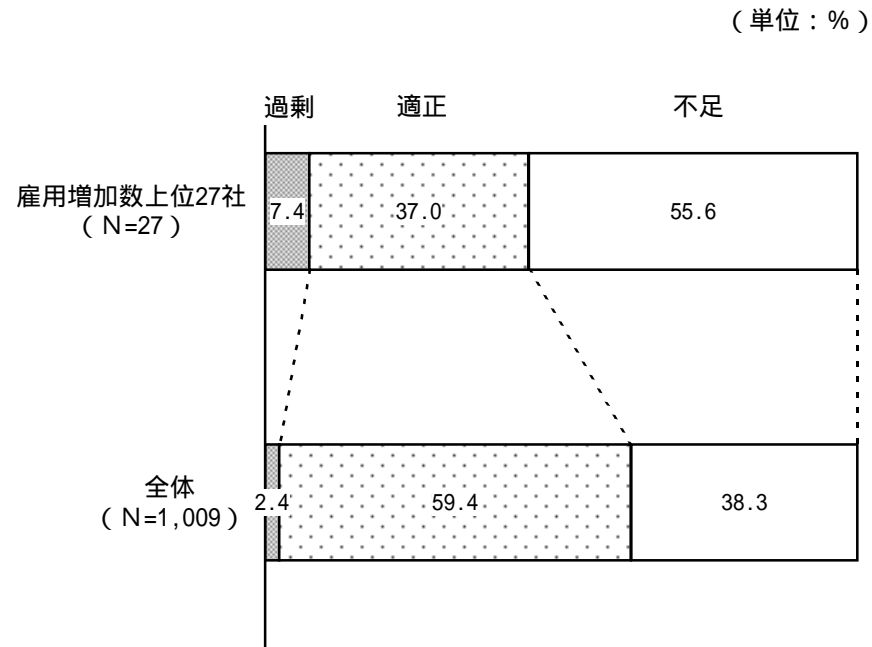 （単位：％）
過剰 適正 不足
雇用増加数上位27社
（Ｎ=27）
7.4 37.0 55.6
全体
（Ｎ=1,009）
2.4 59.4 38.3